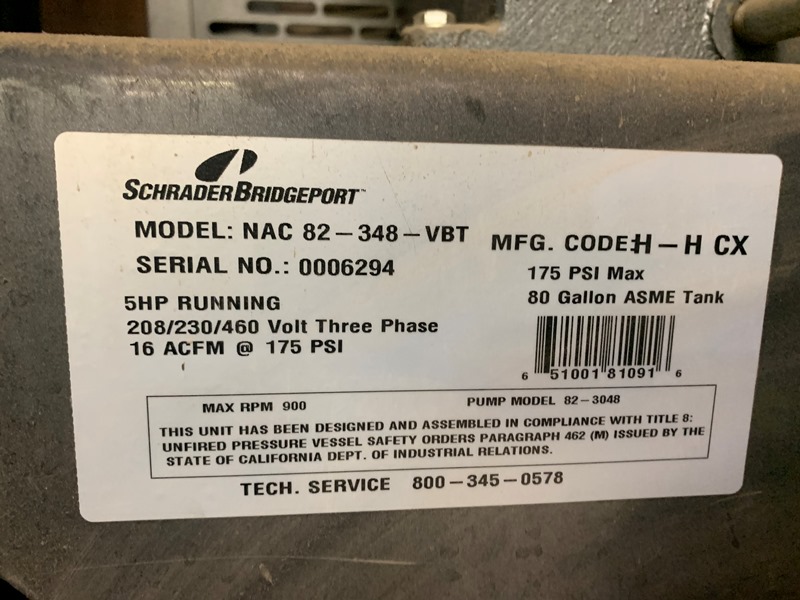 SCHRADERBRIDGEPORT™
MODEL: NAC 82-348-VBT
MFG. CODE:H-H CX
SERIAL NO.: 0006294
175 PSI Max
80 Gallon ASME Tank
5HP RUNNING
208/230/460 Volt Three Phase
16 ACFM @ 175 PSI
6 51001 81091 6
MAX RPM 900
PUMP MODEL 82-3048
THIS UNIT HAS BEEN DESIGNED AND ASSEMBLED IN COMPLIANCE WITH TITLE 8:
UNFIRED PRESSURE VESSEL SAFETY ORDERS PARAGRAPH 462 (M) ISSUED BY THE
STATE OF CALIFORNIA DEPT. OF INDUSTRIAL RELATIONS.
TECH. SERVICE 800-345-0578